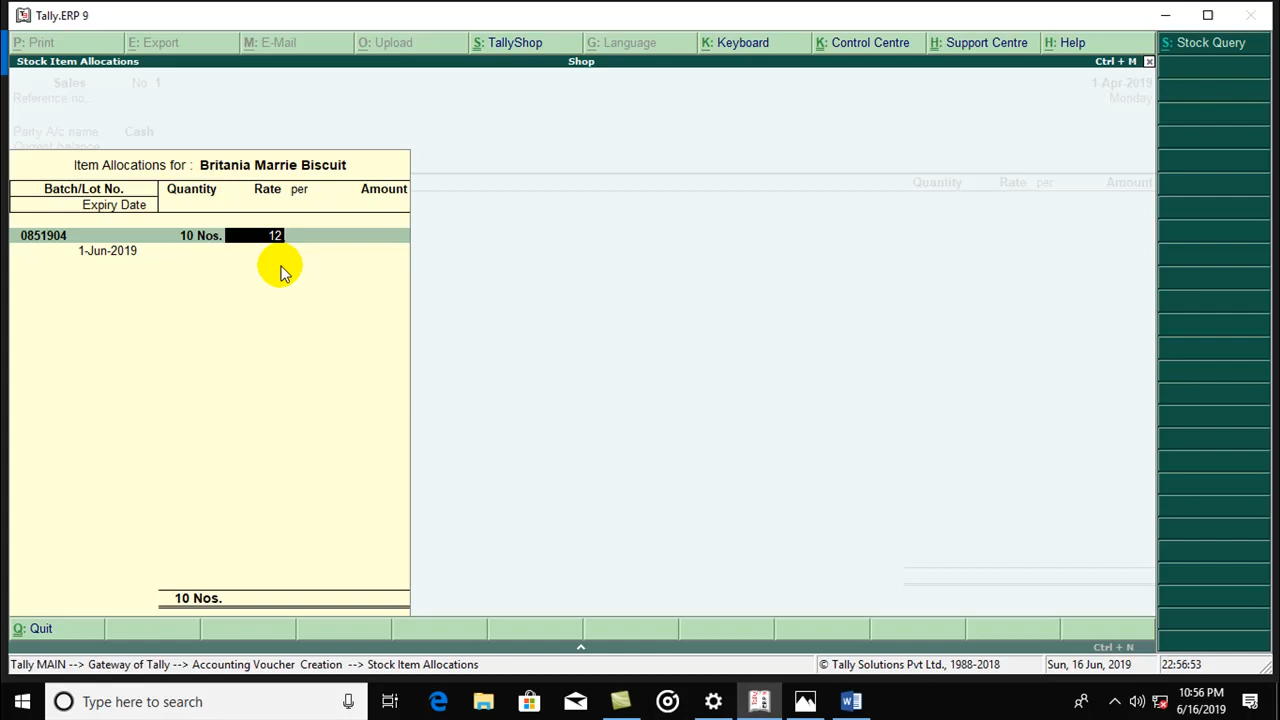 Tally.ERP 9
P: Print E: Export M: E-Mail O: Upload S: TallyShop G: Language K: Keyboard K: Control Centre H: Support Centre H: Help S: Stock Query
Stock Item Allocations Shop Ctrl + M
Sales No 1 1 Apr-2019
Reference no. Monday
Party A/c name Cash
Current balance
Item Allocations for : Britania Marrie Biscuit
Batch/Lot No. Quantity Rate per Amount Quantity Rate per Amount
Expiry Date
0851904 10 Nos. 12
1-Jun-2019
10 Nos.
Q: Quit
Ctrl + N
Tally MAIN --> Gateway of Tally --> Accounting Voucher Creation --> Stock Item Allocations © Tally Solutions Pvt Ltd., 1988-2018 Sun, 16 Jun, 2019 22:56:53
Type here to search 10:56 PM
6/16/2019